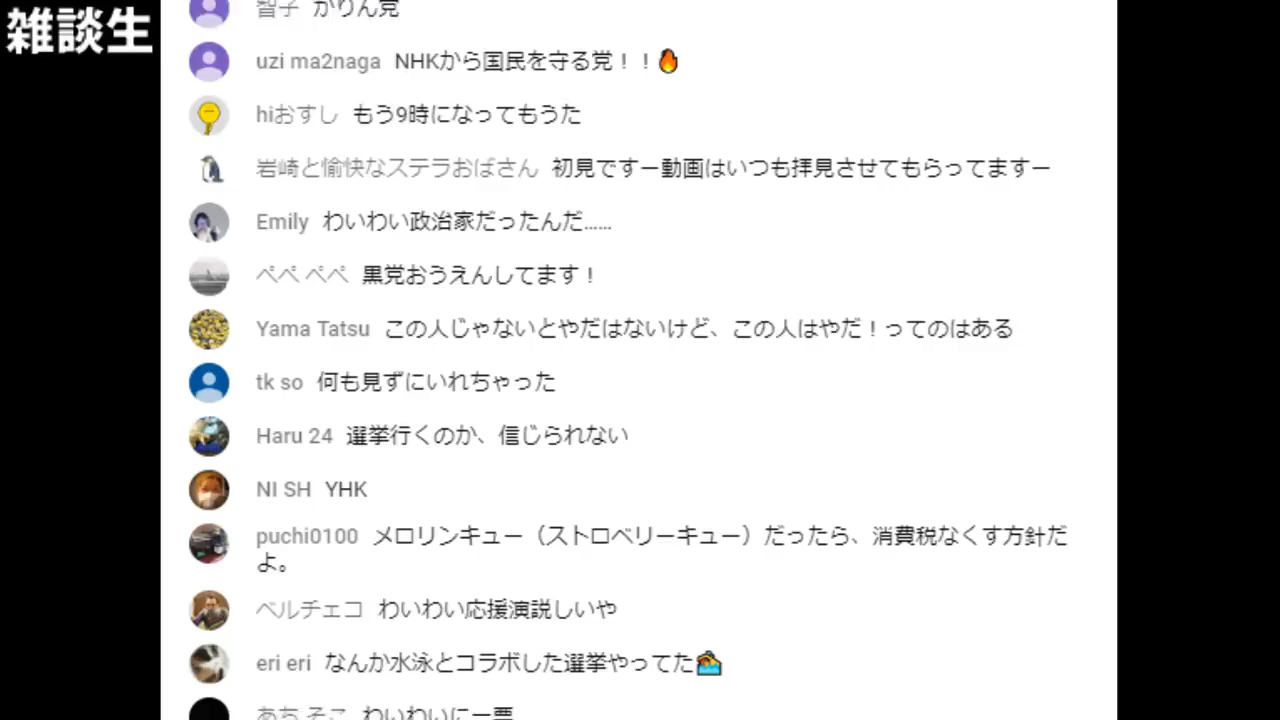 雑談生
智子 かりん党
uzi ma2naga NHKから国民を守る党！！🔥
hiおすし もう9時になってもうた
岩崎と愉快なステラおばさん 初見ですー動画はいつも拝見させてもらってますー
Emily わいわい政治家だったんだ……
ペペ ペペ 黒党おうえんしてます！
Yama Tatsu この人じゃないとやだはないけど、この人はやだ！ってのはある
tk so 何も見ずにいれちゃった
Haru 24 選挙行くのか、信じられない
NI SH YHK
puchi0100 メロリンキュー（ストロベリーキュー）だったら、消費税なくす方針だ
よ。
ベルチェコ わいわい応援演説しいや
eri eri なんか水泳とコラボした選挙やってた🏊
あち そこ わいわいに一票